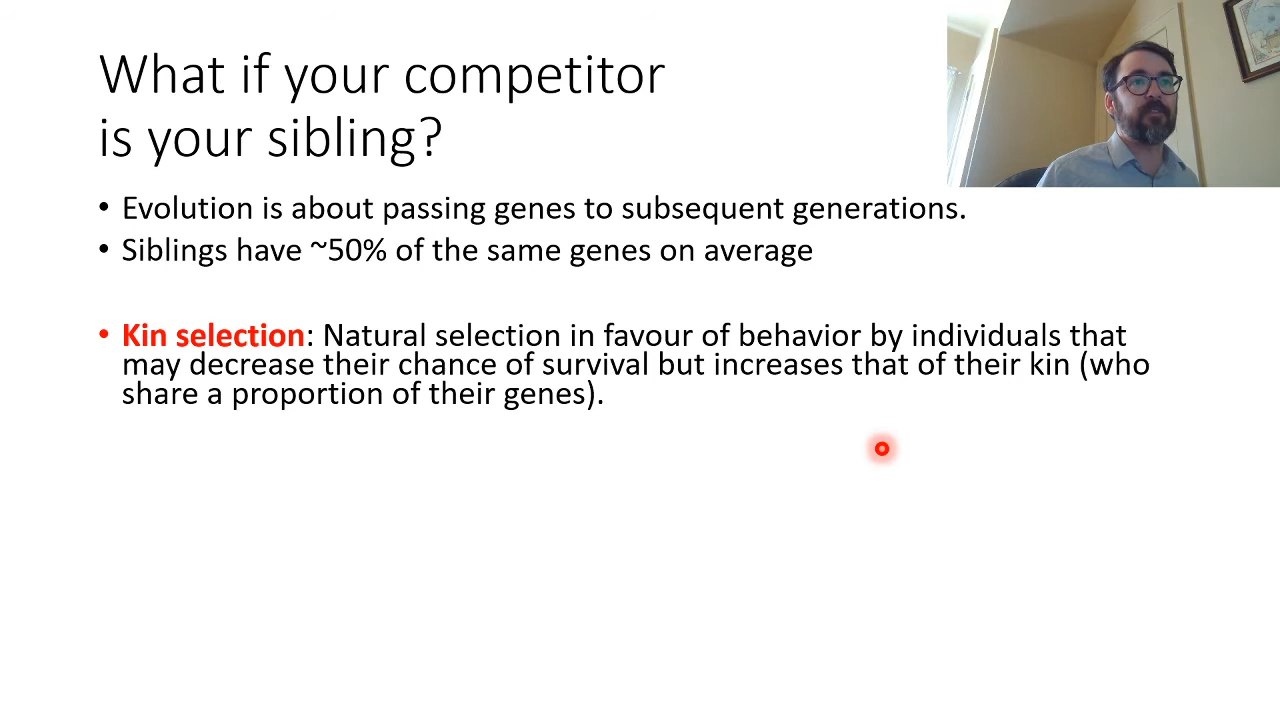 What if your competitor
is your sibling?
• Evolution is about passing genes to subsequent generations.
• Siblings have ~50% of the same genes on average
• Kin selection: Natural selection in favour of behavior by individuals that
may decrease their chance of survival but increases that of their kin (who
share a proportion of their genes).